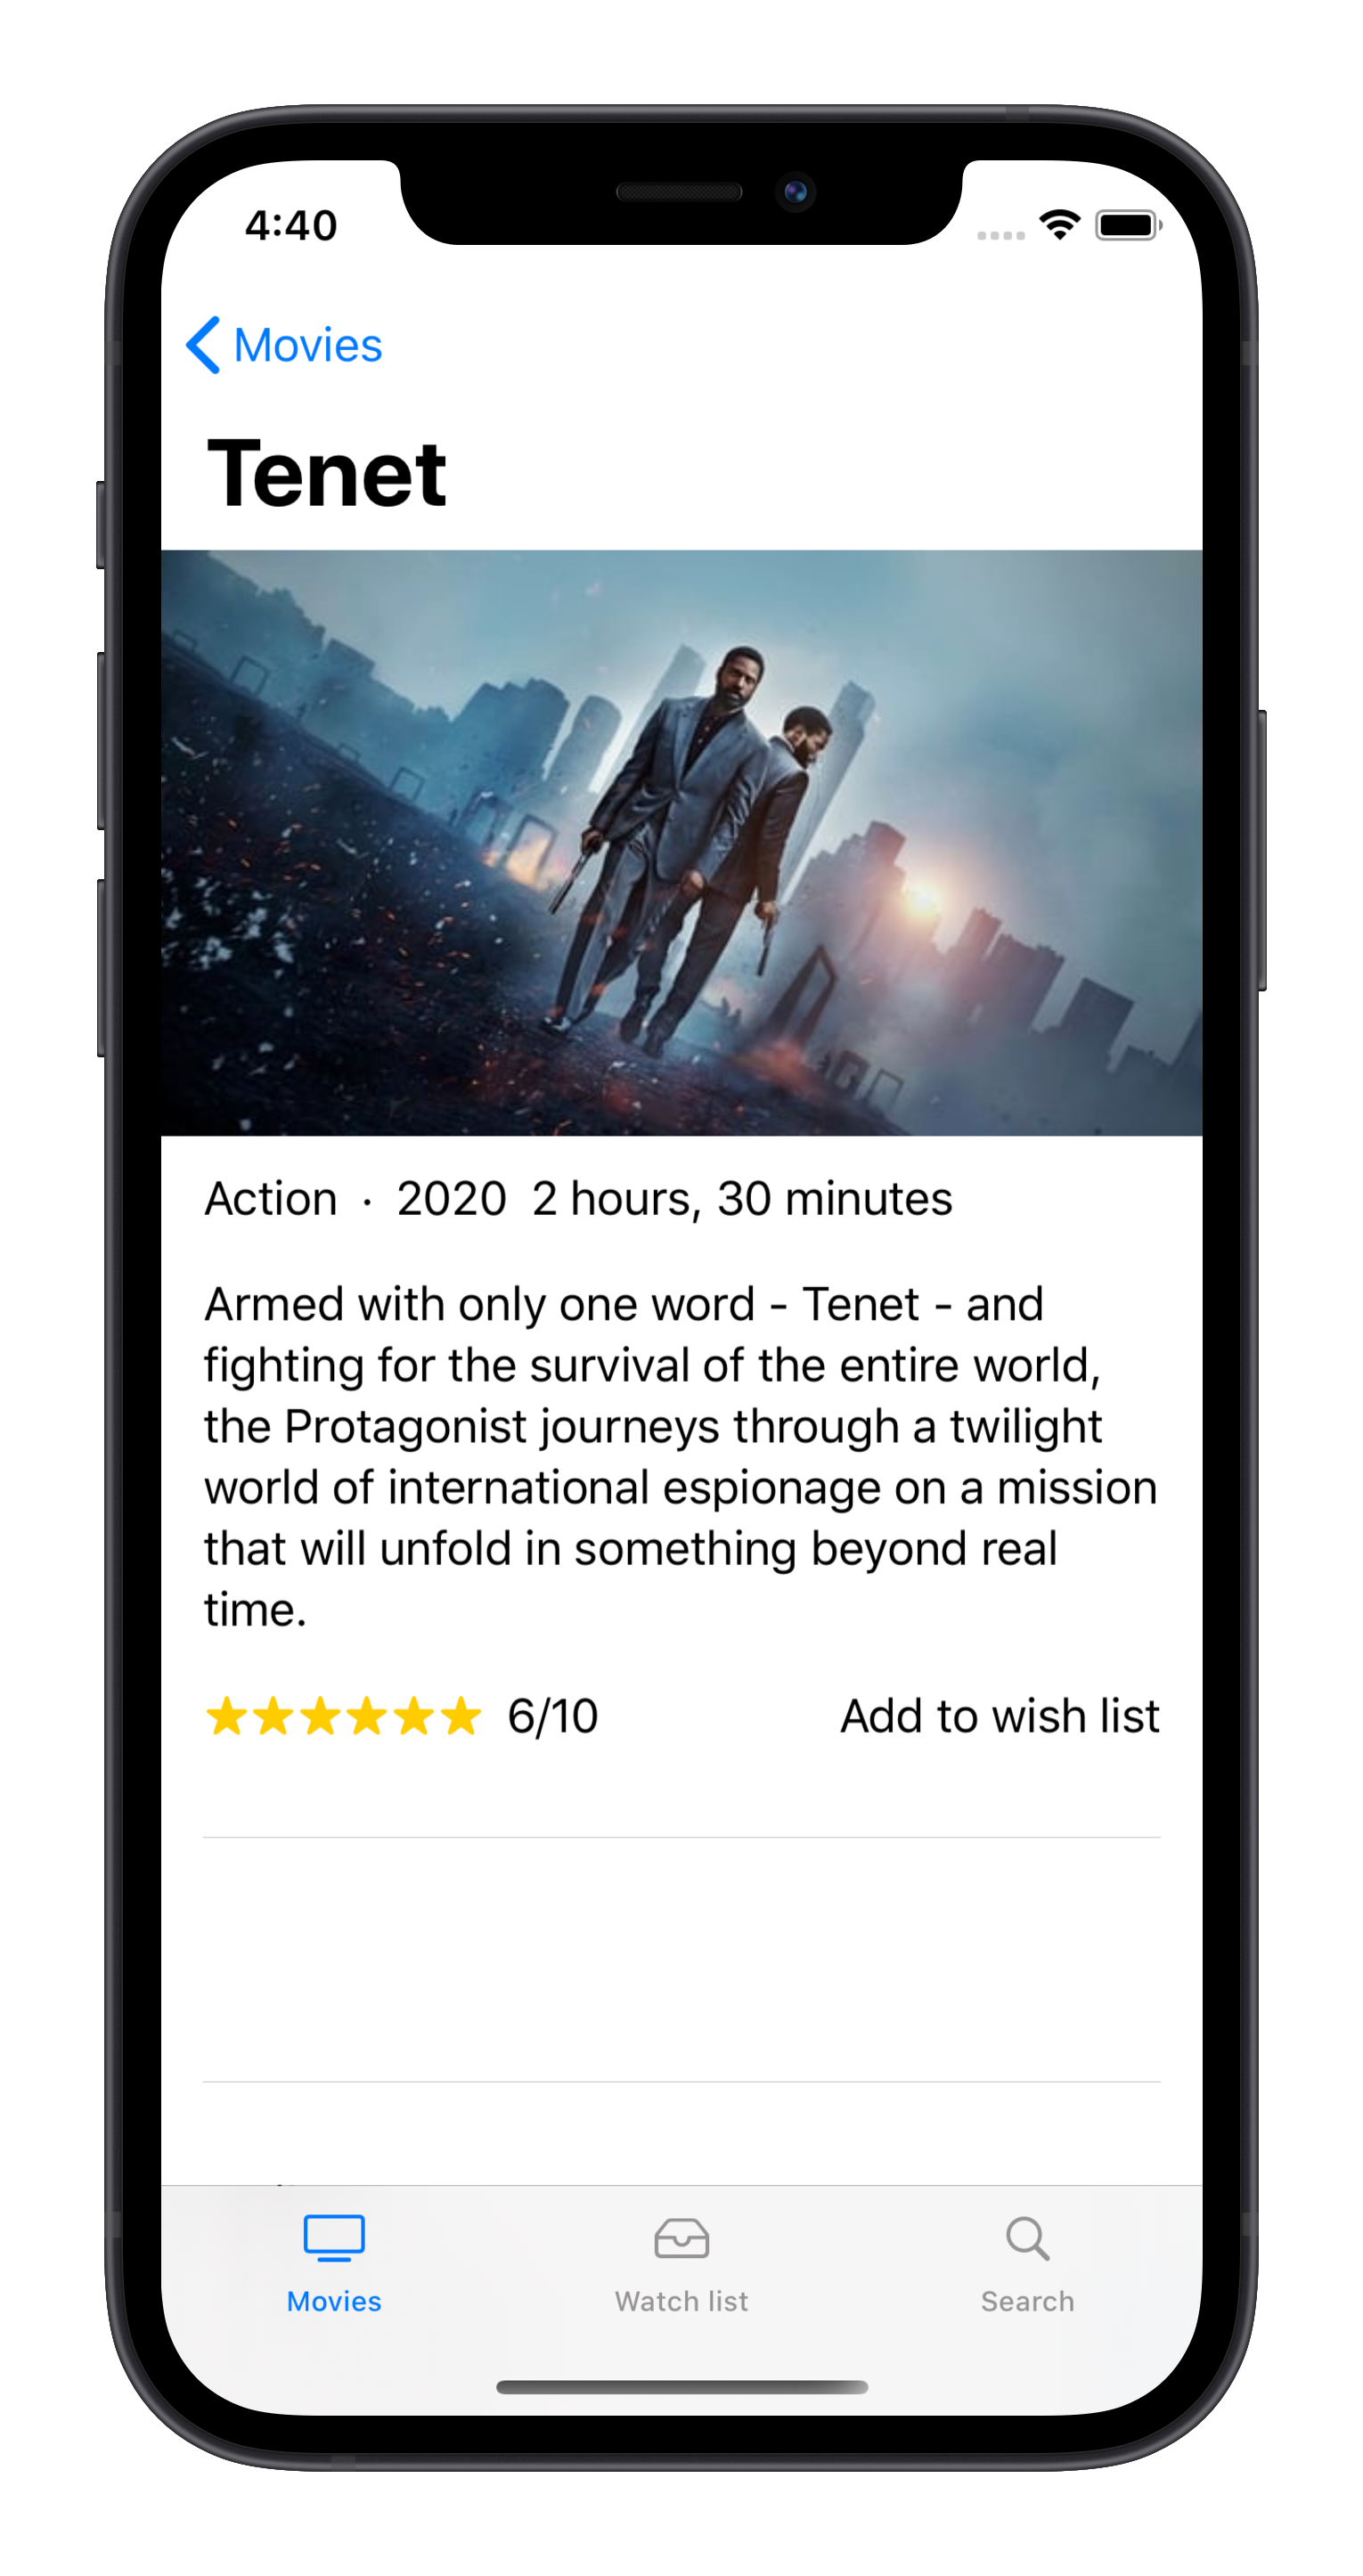 4:40
Movies
Tenet
Action · 2020 2 hours, 30 minutes
Armed with only one word - Tenet - and
fighting for the survival of the entire world,
the Protagonist journeys through a twilight
world of international espionage on a mission
that will unfold in something beyond real
time.
★★★★★★ 6/10 Add to wish list
Movies Watch list Search